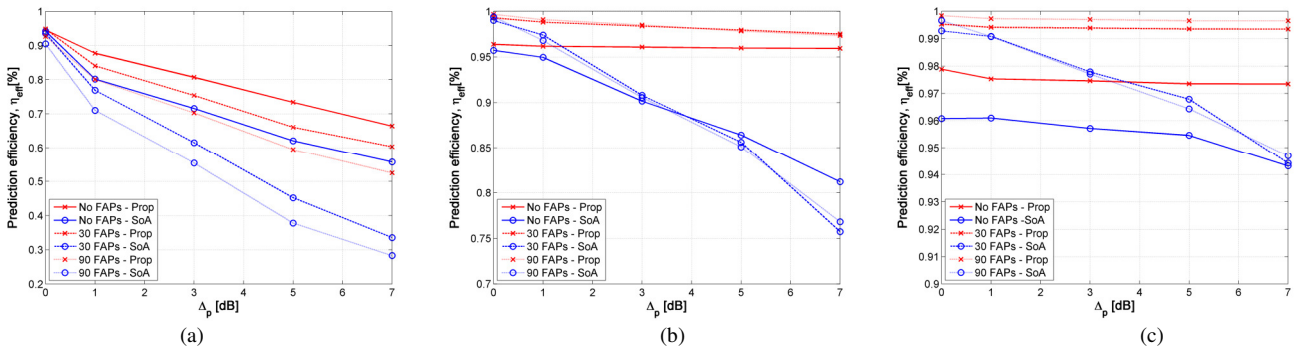 Prediction efficiency, η_eff[%]
1
0.9
0.8
0.7
0.6
0.5
0.4
0.3
0.2
No FAPs - Prop
No FAPs - SoA
30 FAPs - Prop
30 FAPs - SoA
90 FAPs - Prop
90 FAPs - SoA
0 1 2 3 4 5 6 7
Δ_p [dB]
(a)
Prediction efficiency, η_eff[%]
1
0.95
0.9
0.85
0.8
0.75
0.7
No FAPs - Prop
No FAPs - SoA
30 FAPs - Prop
30 FAPs - SoA
90 FAPs - Prop
90 FAPs - SoA
0 1 2 3 4 5 6 7
Δ_p [dB]
(b)
Prediction efficiency, η_eff[%]
1
0.99
0.98
0.97
0.96
0.95
0.94
0.93
0.92
0.91
0.9
No FAPs - Prop
No FAPs -SoA
30 FAPs - Prop
30 FAPs - SoA
90 FAPs - Prop
90 FAPs - SoA
0 1 2 3 4 5 6 7
Δ_p [dB]
(c)